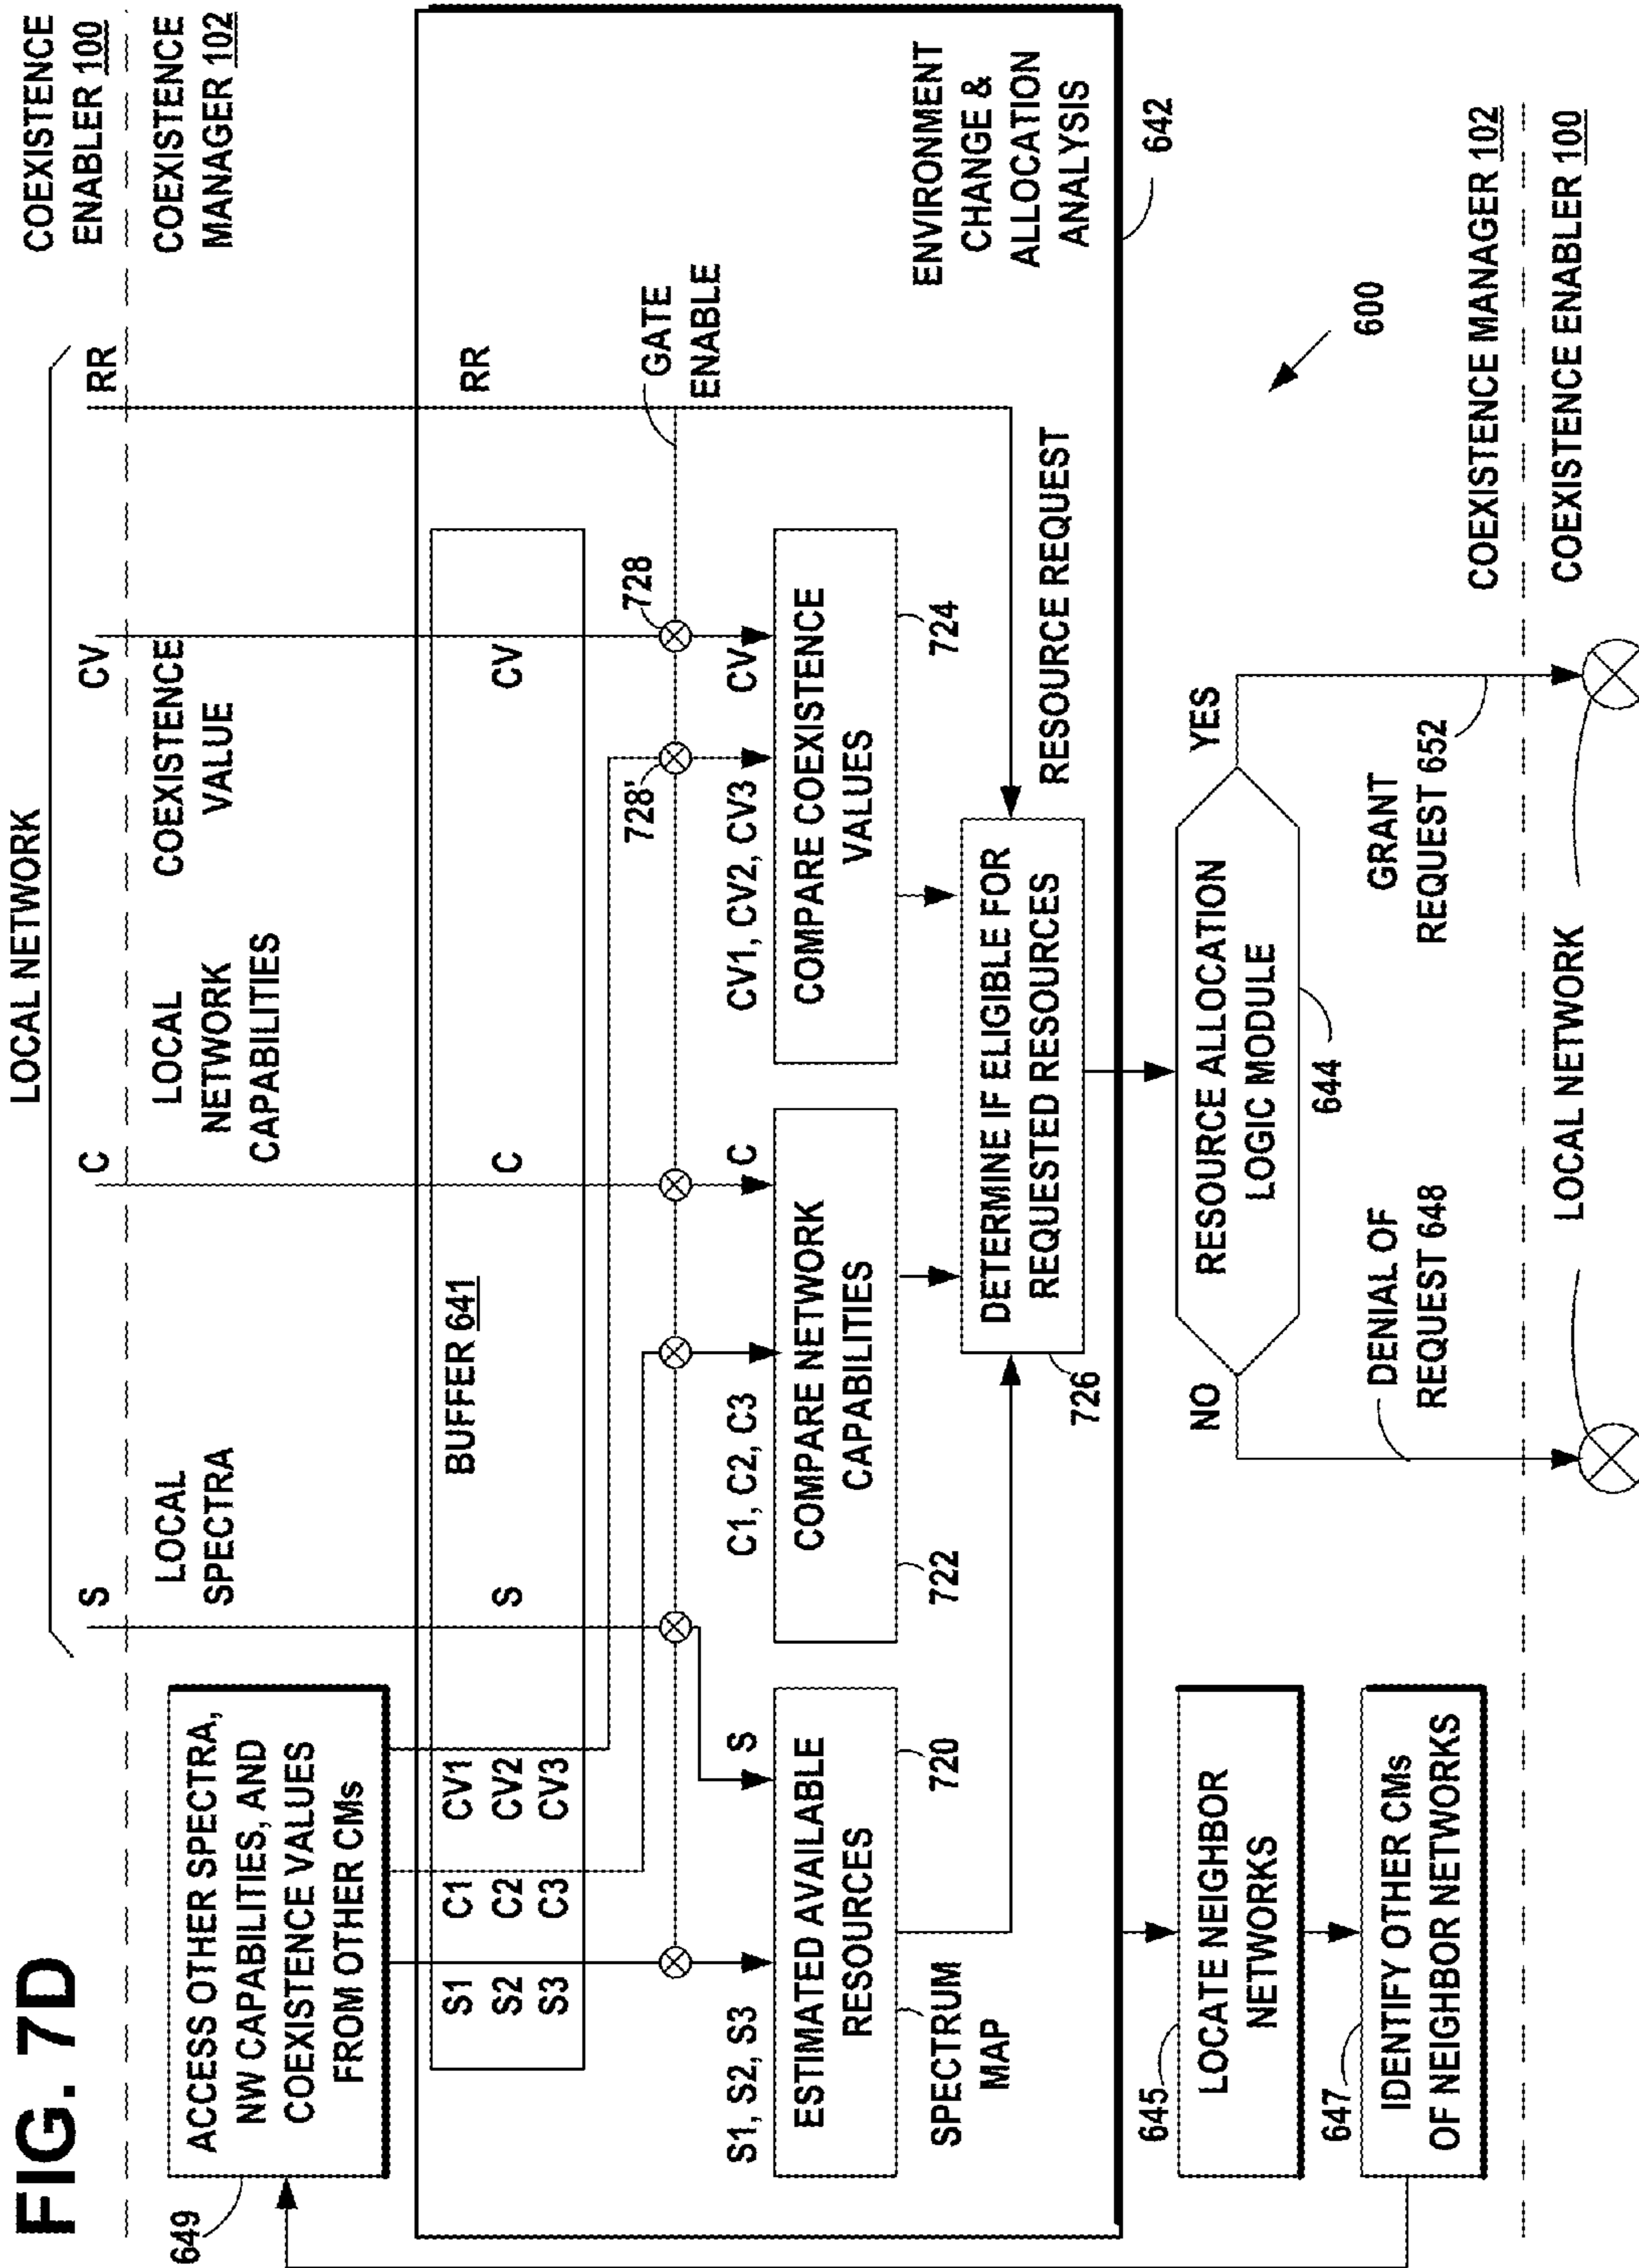 FIG. 7D
LOCAL NETWORK
S
C
CV
RR
COEXISTENCE
ENABLER 100
COEXISTENCE
MANAGER 102
649
ACCESS OTHER SPECTRA,
NW CAPABILITIES, AND
COEXISTENCE VALUES
FROM OTHER CMs
LOCAL
SPECTRA
LOCAL
NETWORK
CAPABILITIES
COEXISTENCE
VALUE
BUFFER 641
S1 C1 CV1
S2 C2 CV2
S3 C3 CV3
S
C
CV
RR
728'
728
GATE
ENABLE
S1, S2, S3
S
C1, C2, C3
C
CV1, CV2, CV3
CV
ESTIMATED AVAILABLE
RESOURCES
720
COMPARE NETWORK
CAPABILITIES
722
COMPARE COEXISTENCE
VALUES
724
SPECTRUM
MAP
ENVIRONMENT
CHANGE &
ALLOCATION
ANALYSIS
642
DETERMINE IF ELIGIBLE FOR
REQUESTED RESOURCES
726
RESOURCE REQUEST
645
LOCATE NEIGHBOR
NETWORKS
647
IDENTIFY OTHER CMs
OF NEIGHBOR NETWORKS
NO
RESOURCE ALLOCATION
LOGIC MODULE
644
YES
DENIAL OF
REQUEST 648
GRANT
REQUEST 652
600
COEXISTENCE MANAGER 102
COEXISTENCE ENABLER 100
LOCAL NETWORK